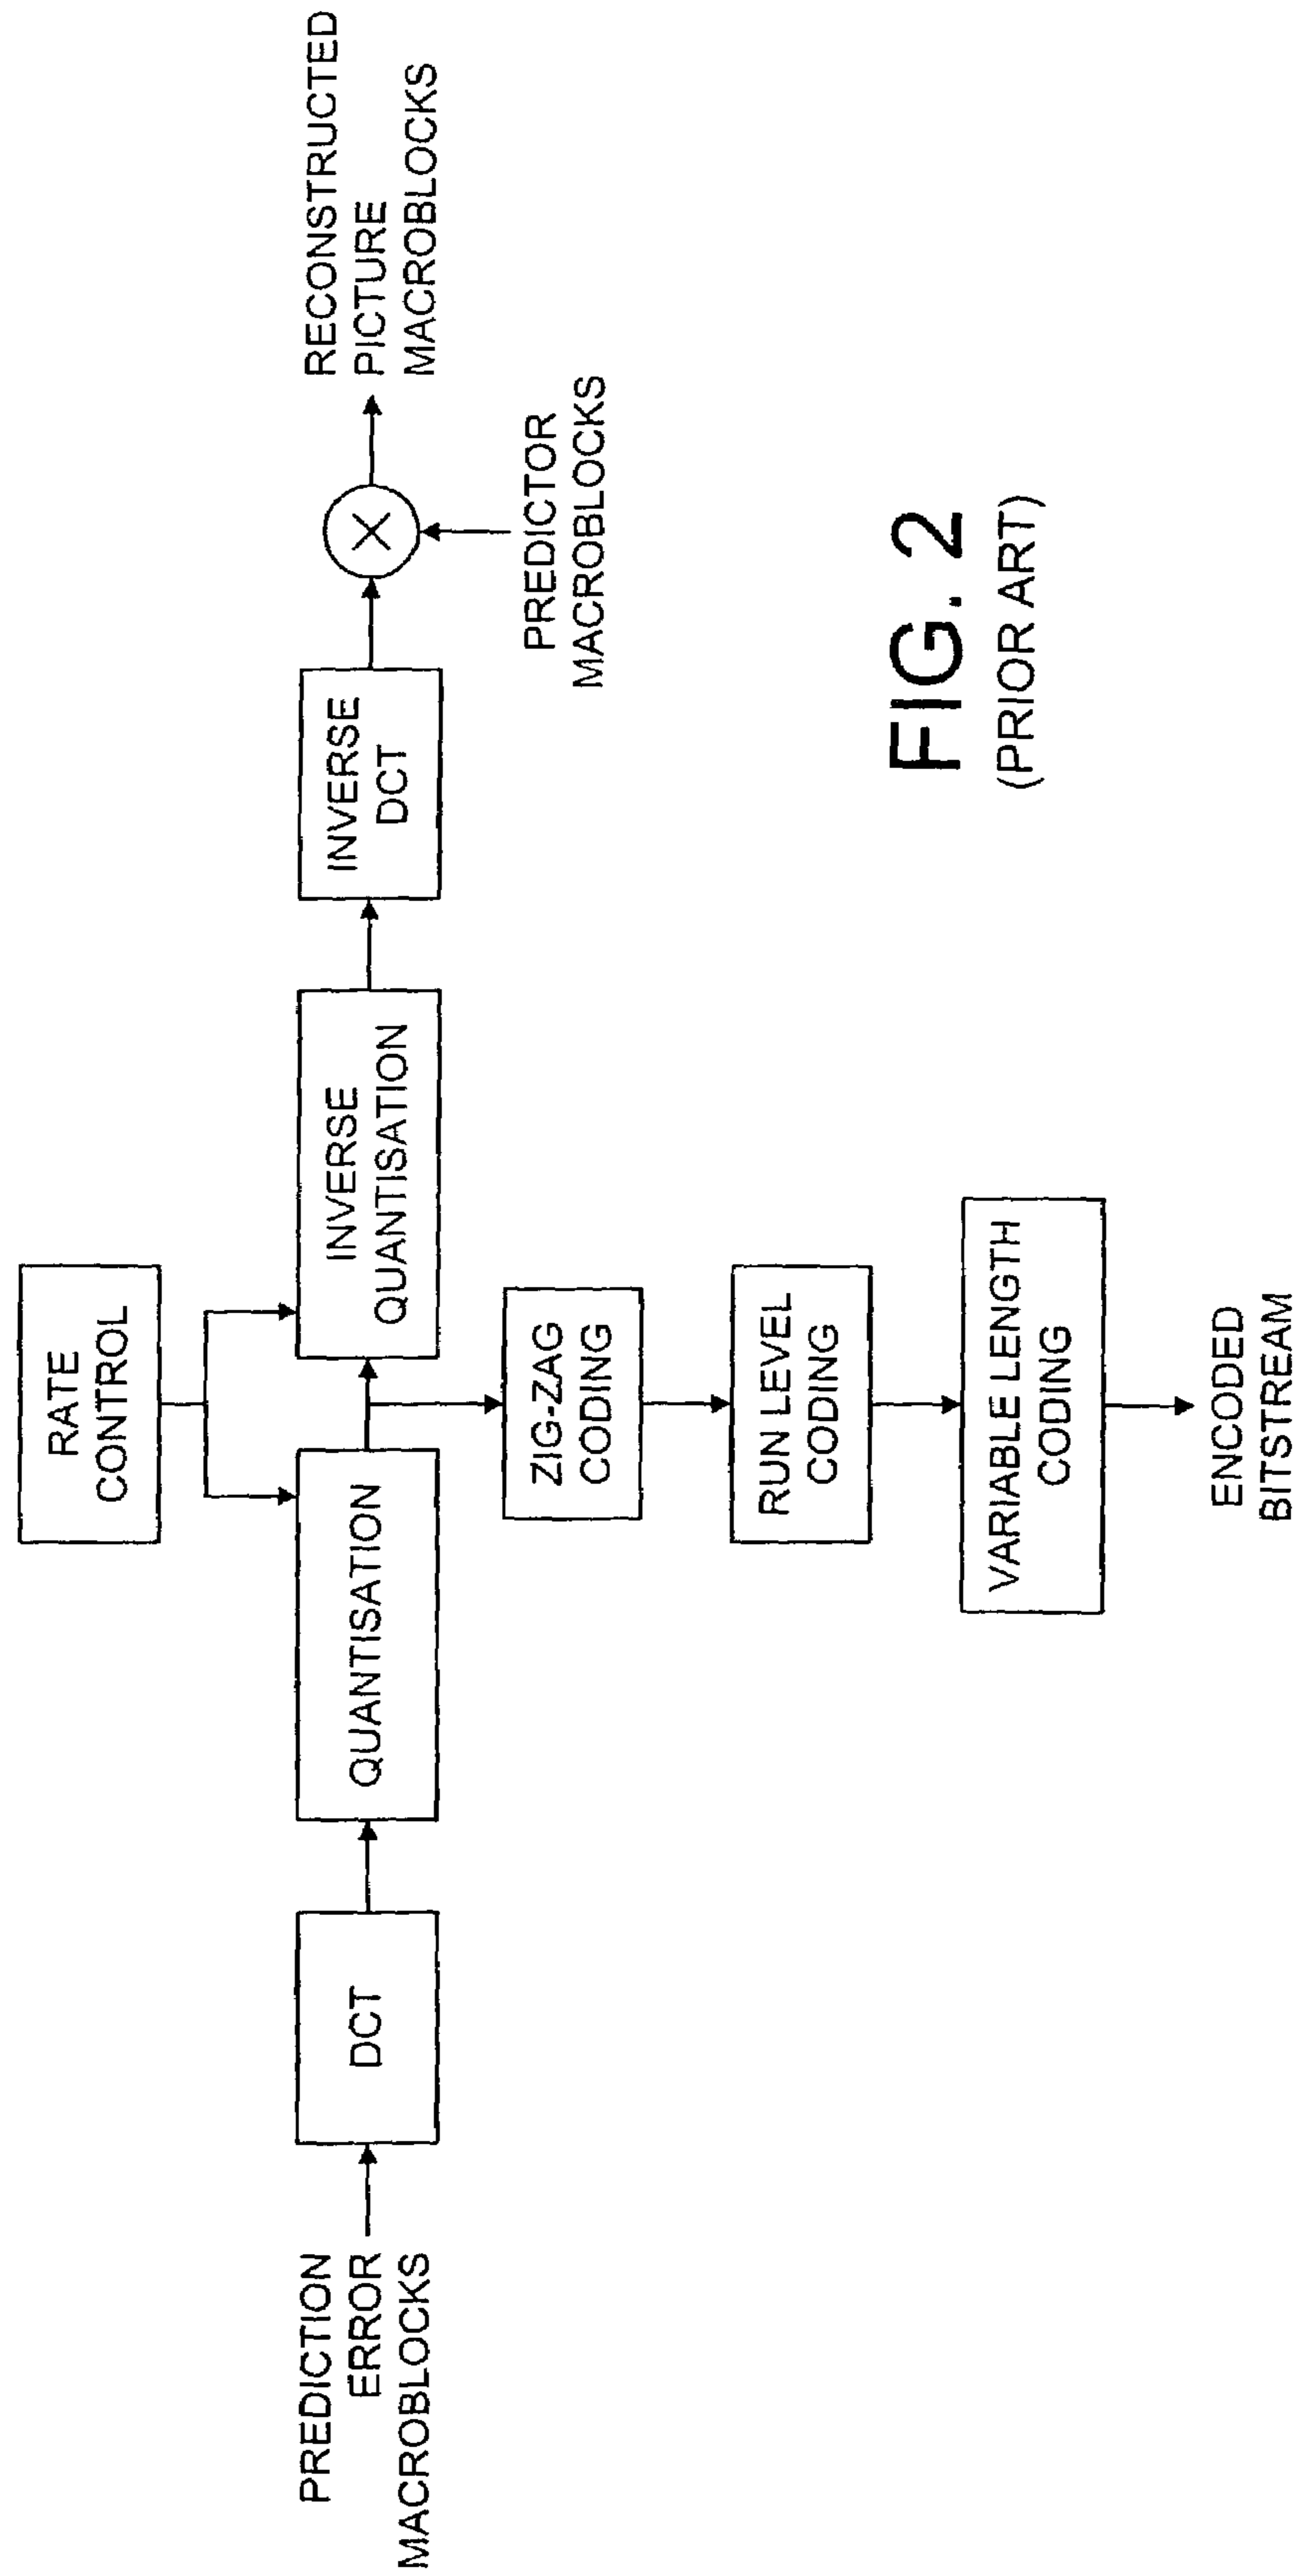 RATE
CONTROL
PREDICTION
ERROR
MACROBLOCKS
DCT
QUANTISATION
INVERSE
QUANTISATION
INVERSE
DCT
RECONSTRUCTED
PICTURE
MACROBLOCKS
PREDICTOR
MACROBLOCKS
ZIG-ZAG
CODING
RUN LEVEL
CODING
VARIABLE LENGTH
CODING
ENCODED
BITSTREAM
FIG. 2
(PRIOR ART)